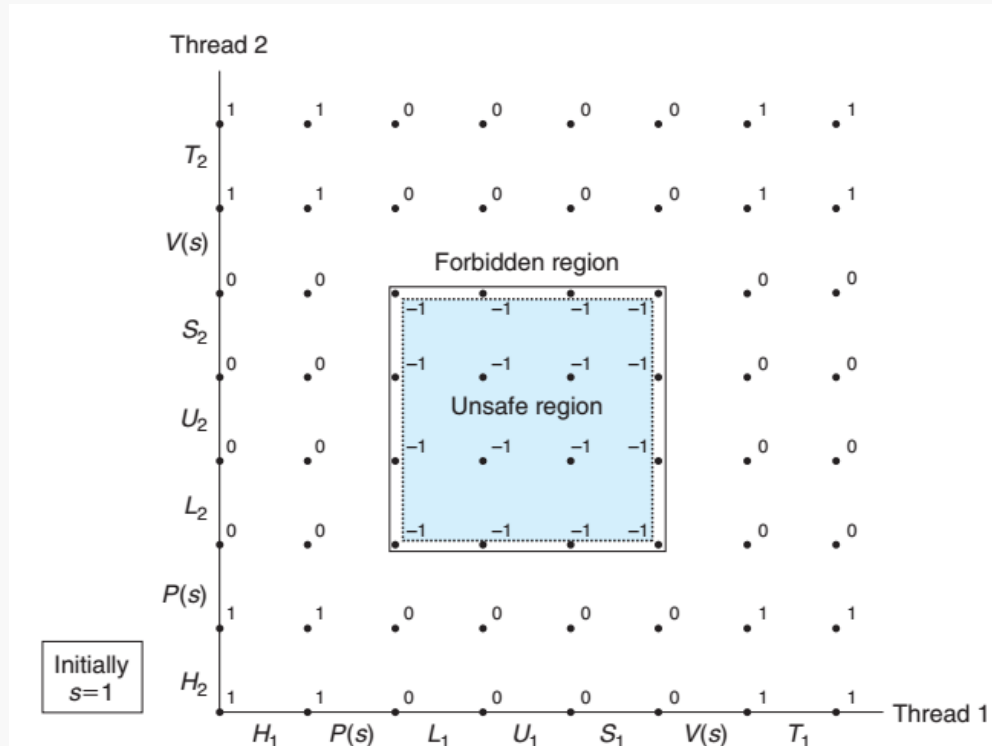 Thread 2
1 1 0 0 0 0 1 1
T₂
1 1 0 0 0 0 1 1
V(s)
Forbidden region
0 0 0 0
–1 –1 –1 –1
S₂
0 0 –1 –1 –1 –1 0 0
U₂
Unsafe region
0 0 –1 –1 –1 –1 0 0
L₂
0 0 –1 –1 –1 –1 0 0
P(s)
1 1 0 0 0 0 1 1
Initially
s=1
H₂
1 1 0 0 0 0 1 1
Thread 1
H₁ P(s) L₁ U₁ S₁ V(s) T₁